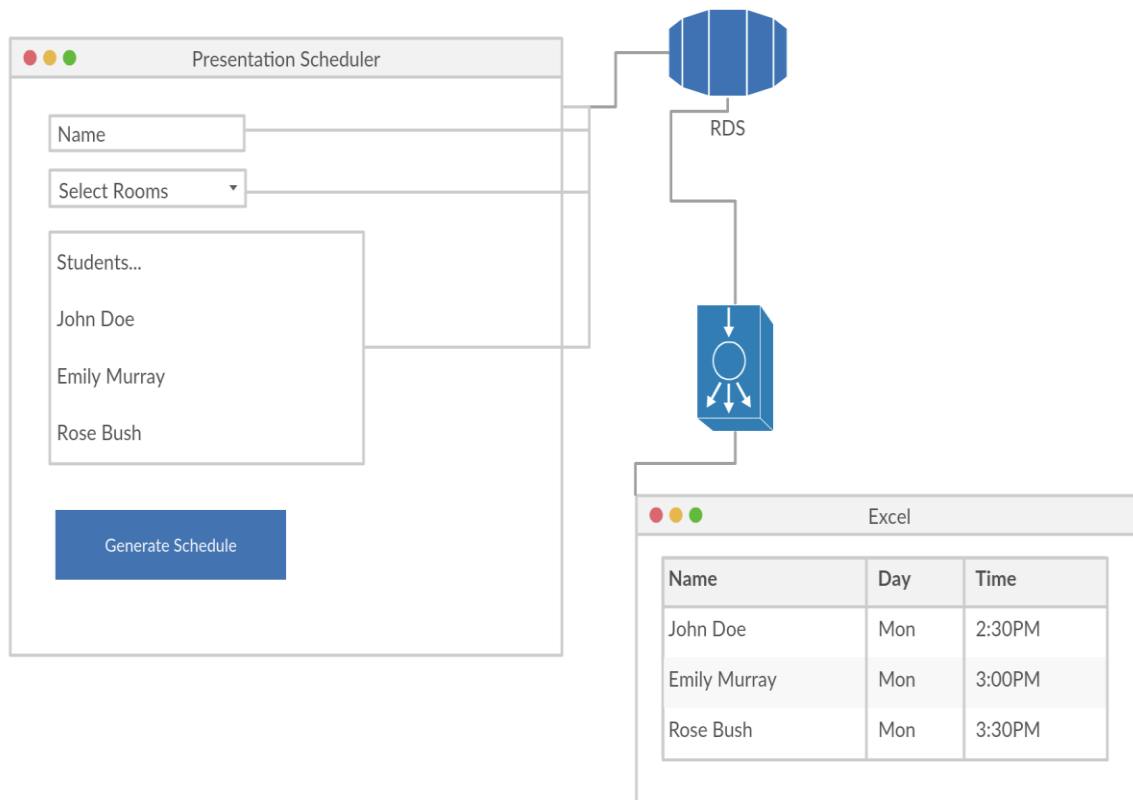 Presentation Scheduler
Name
Select Rooms
Students...
John Doe
Emily Murray
Rose Bush
Generate Schedule
RDS
Excel
Name Day Time
John Doe Mon 2:30PM
Emily Murray Mon 3:00PM
Rose Bush Mon 3:30PM